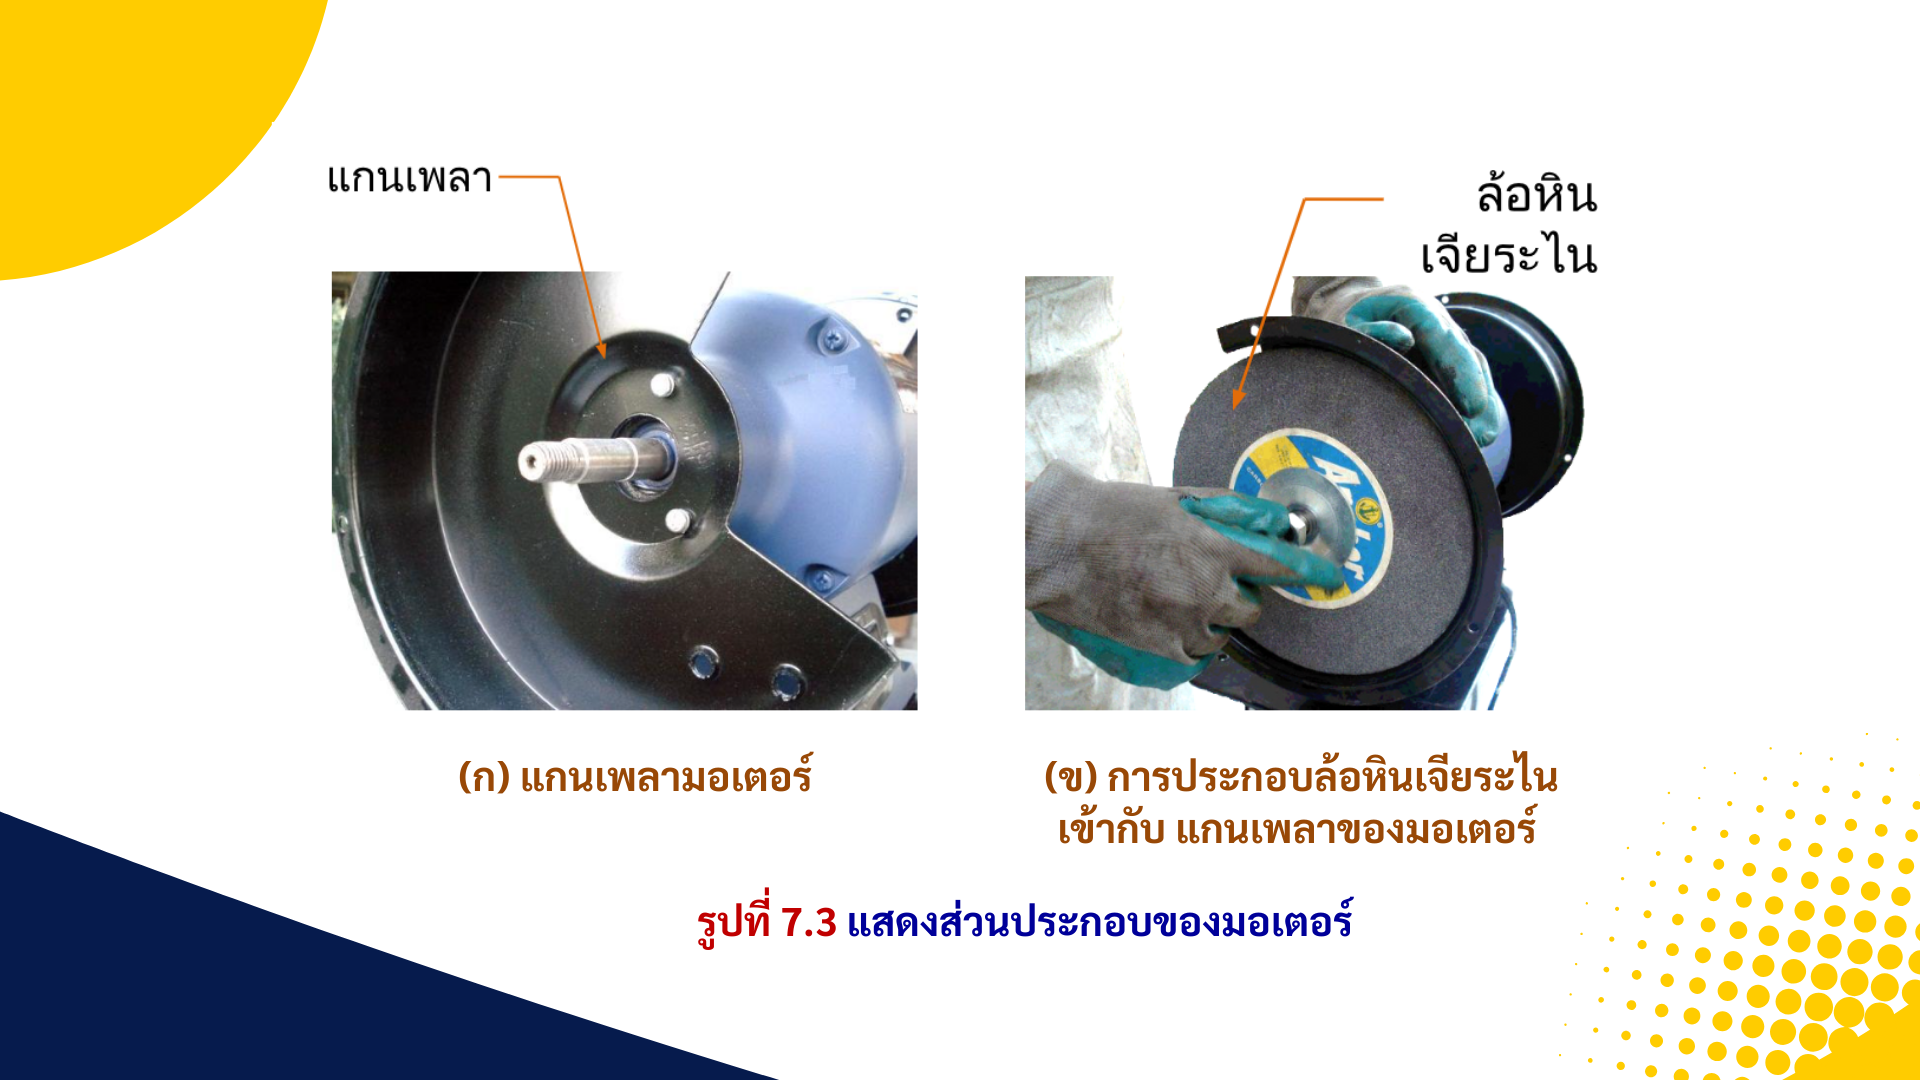 แกนเพลา
ล้อหิน
เจียระไน
(ก) แกนเพลามอเตอร์
(ข) การประกอบล้อหินเจียระไน
เข้ากับ แกนเพลาของมอเตอร์
รูปที่ 7.3 แสดงส่วนประกอบของมอเตอร์